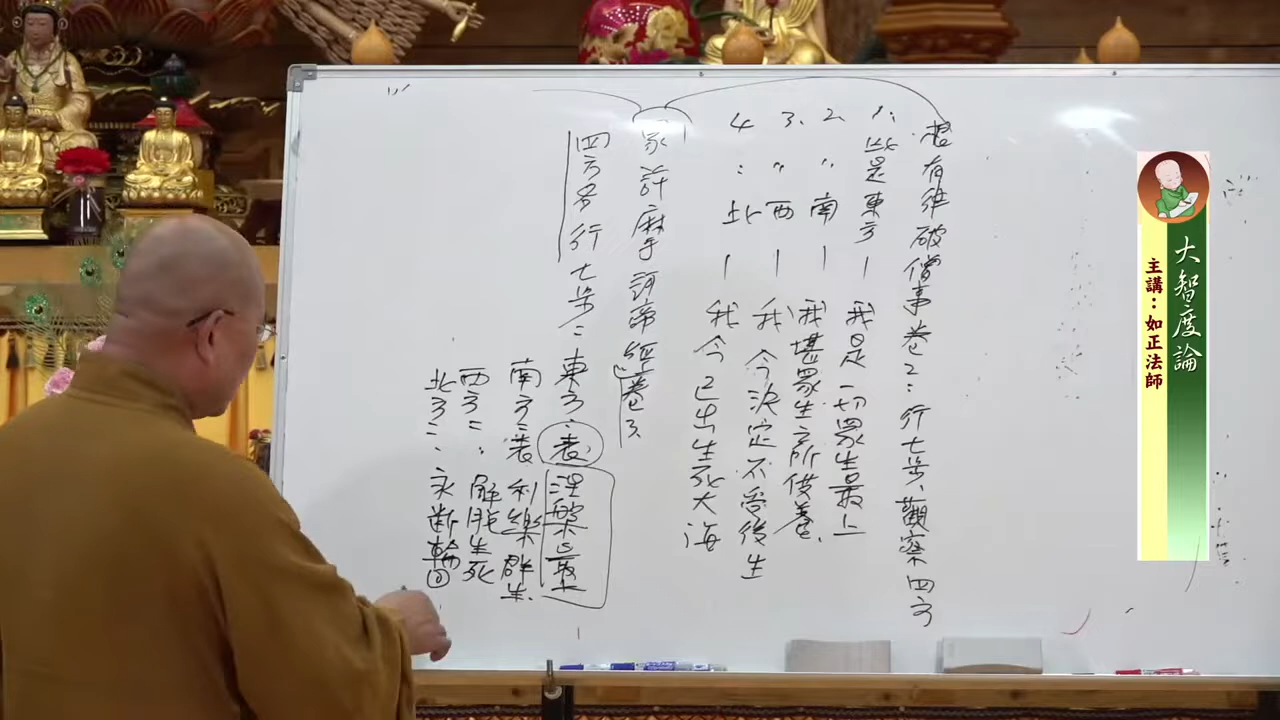 大智度論
主講：如正法師
根有律破僧事卷2：行七步、觀察四方
1.此是東方—我是一切眾生最上
2.〃南—我堪眾生之所供養、
3.〃西—我今決定不受後生
4：北—我今已出生死大海
眾許摩訶帝經卷3
四方各行七步：東方：表涅槃最上
南方：表利樂群生.
西方：：解脫生死
北方：：永斷輪回